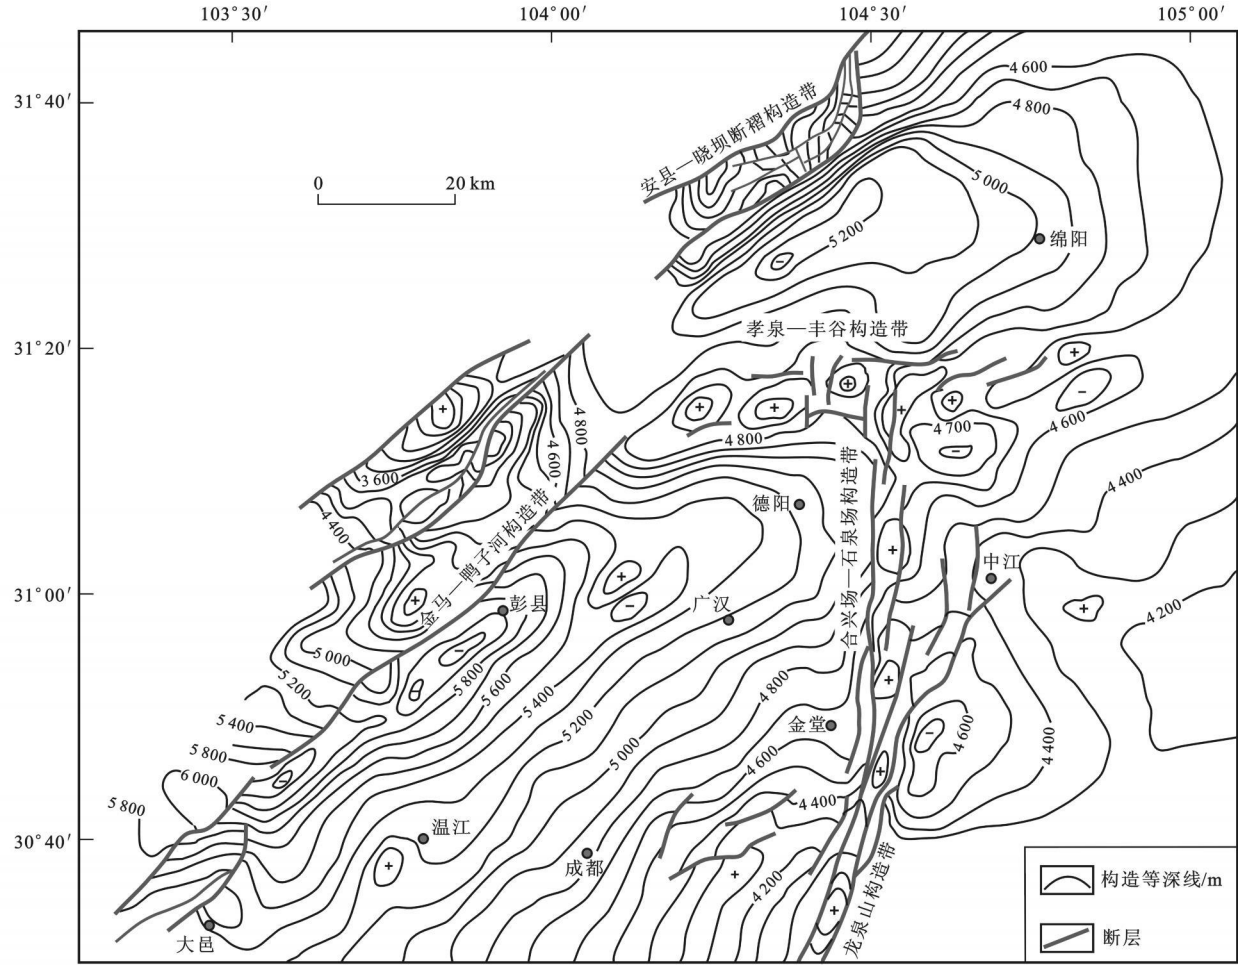 103°30′ 104°00′ 104°30′ 105°00′
31°40′
31°20′
31°00′
30°40′
0 20 km
安县—晓坝断褶构造带
4 600
4 800
5 000
5 200
绵阳
孝泉—丰谷构造带
4 800
4 600
3 600
4 400
4 800
4 700
4 600
4 400
4 200
金马—鸭子河构造带
德阳
合兴场—石泉场构造带
中江
彭县
广汉
5 000
5 200
5 400
5 800
6 000
5 800
5 800
5 600
5 400
5 200
5 000
4 800
4 600
4 400
4 200
金堂
4 600
4 400
温江
成都
大邑
龙泉山构造带
构造等深线/m
断层